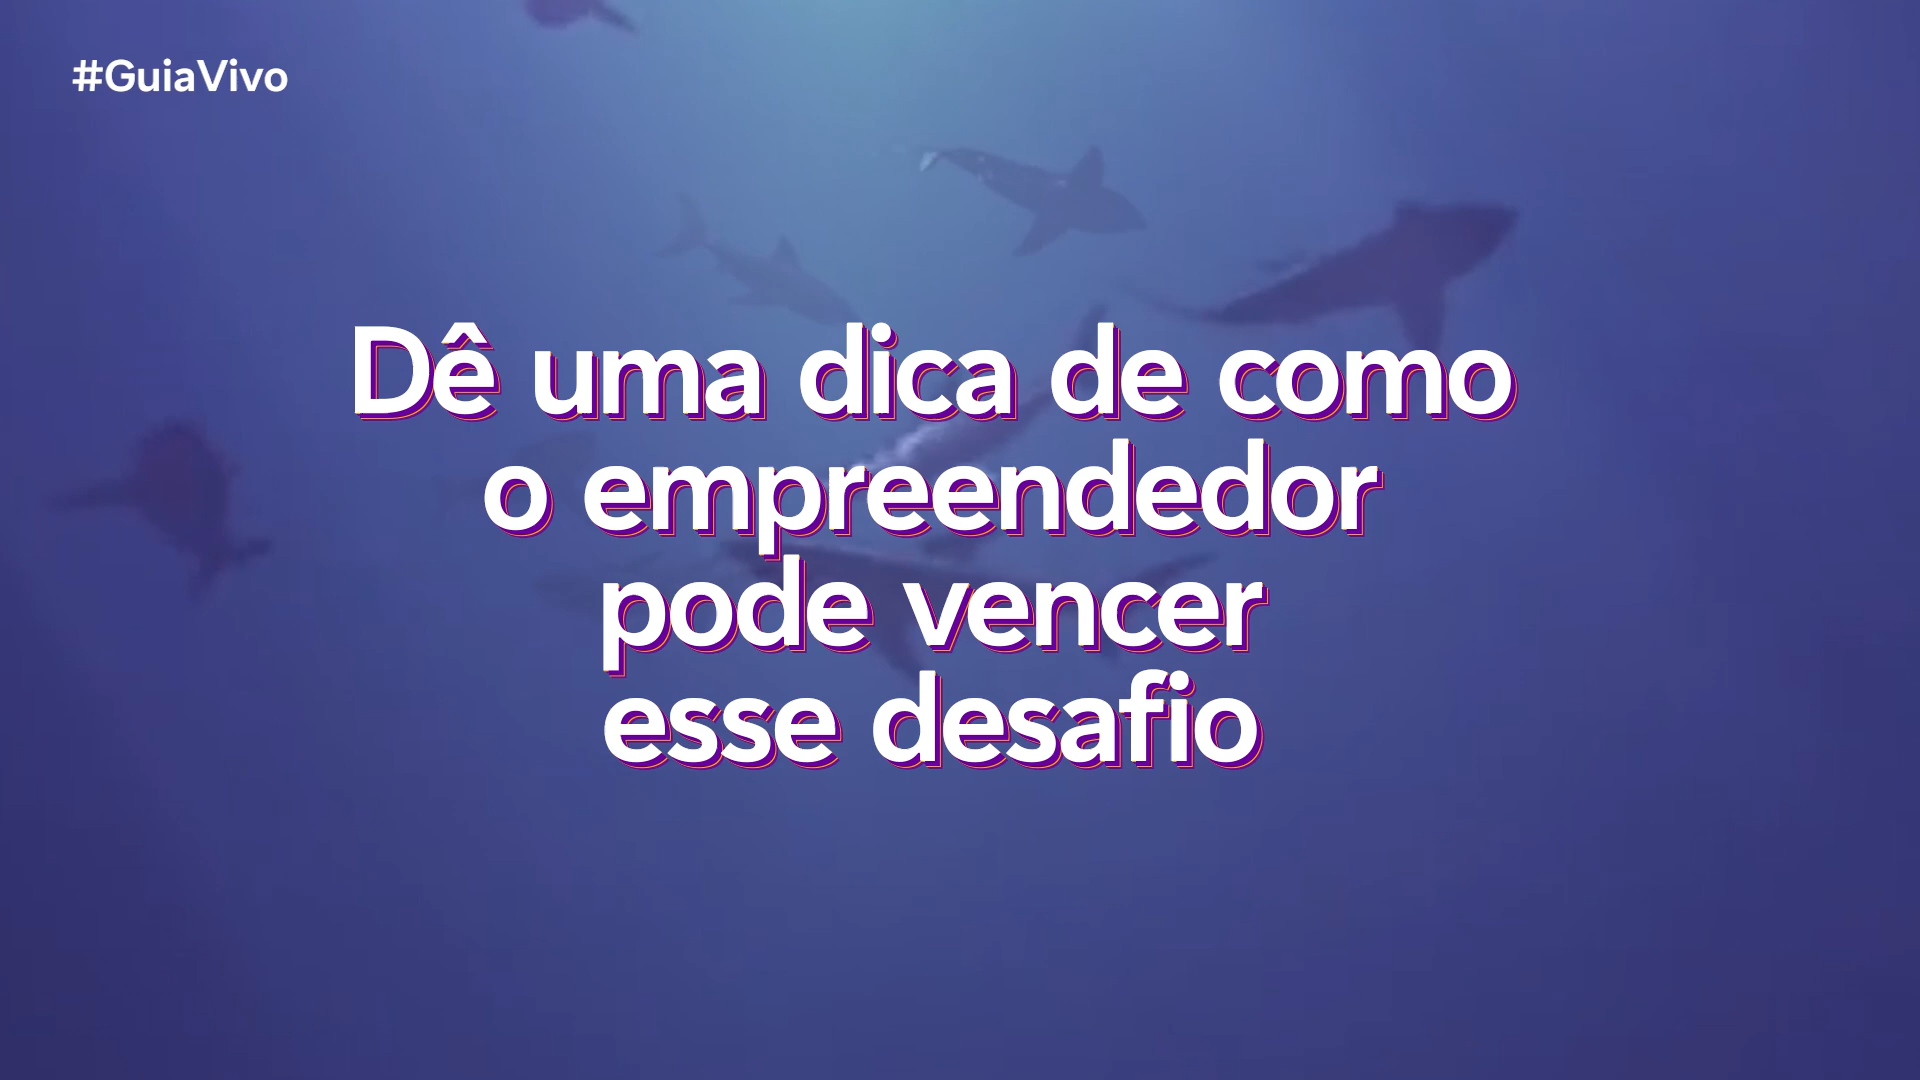 #GuiaVivo
Dê uma dica de como
o empreendedor
pode vencer
esse desafio